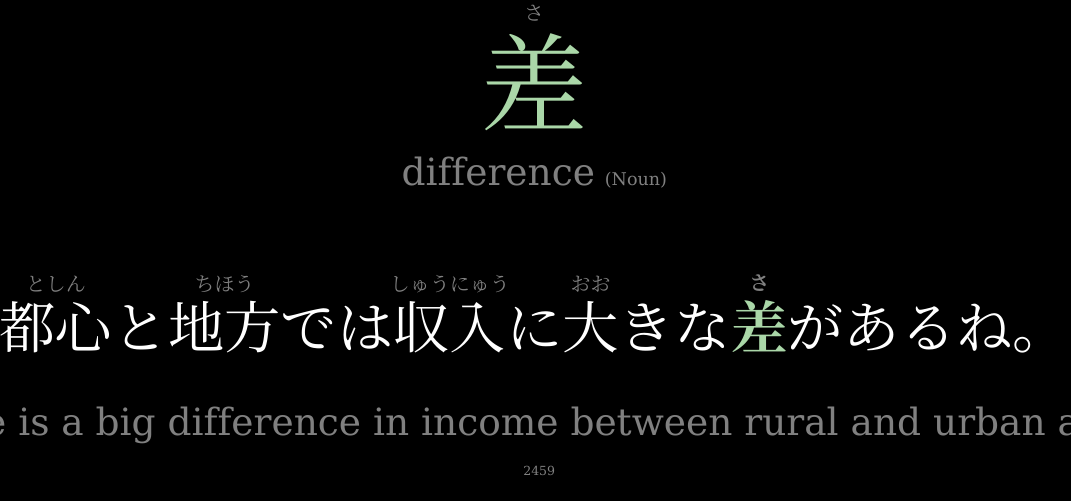 さ
差
difference (Noun)
としん ちほう しゅうにゅう おお さ
都心と地方では収入に大きな差があるね。
is a big difference in income between rural and urban
2459